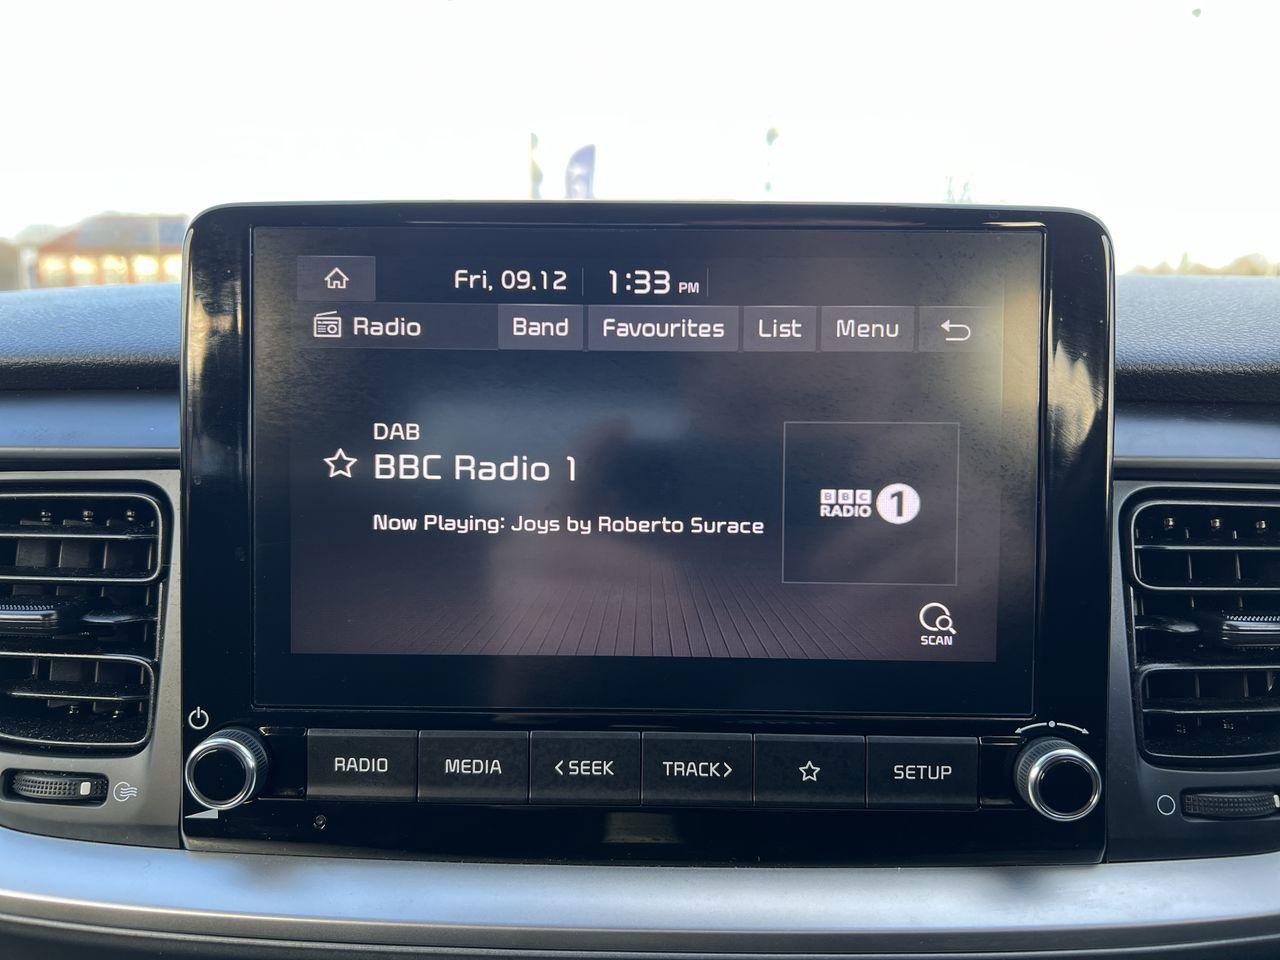 Fri, 09.12 1:33 PM
Radio Band Favourites List Menu
DAB
BBC Radio 1
Now Playing: Joys by Roberto Surace
BBC
RADIO 1
SCAN
RADIO MEDIA <SEEK TRACK> SETUP